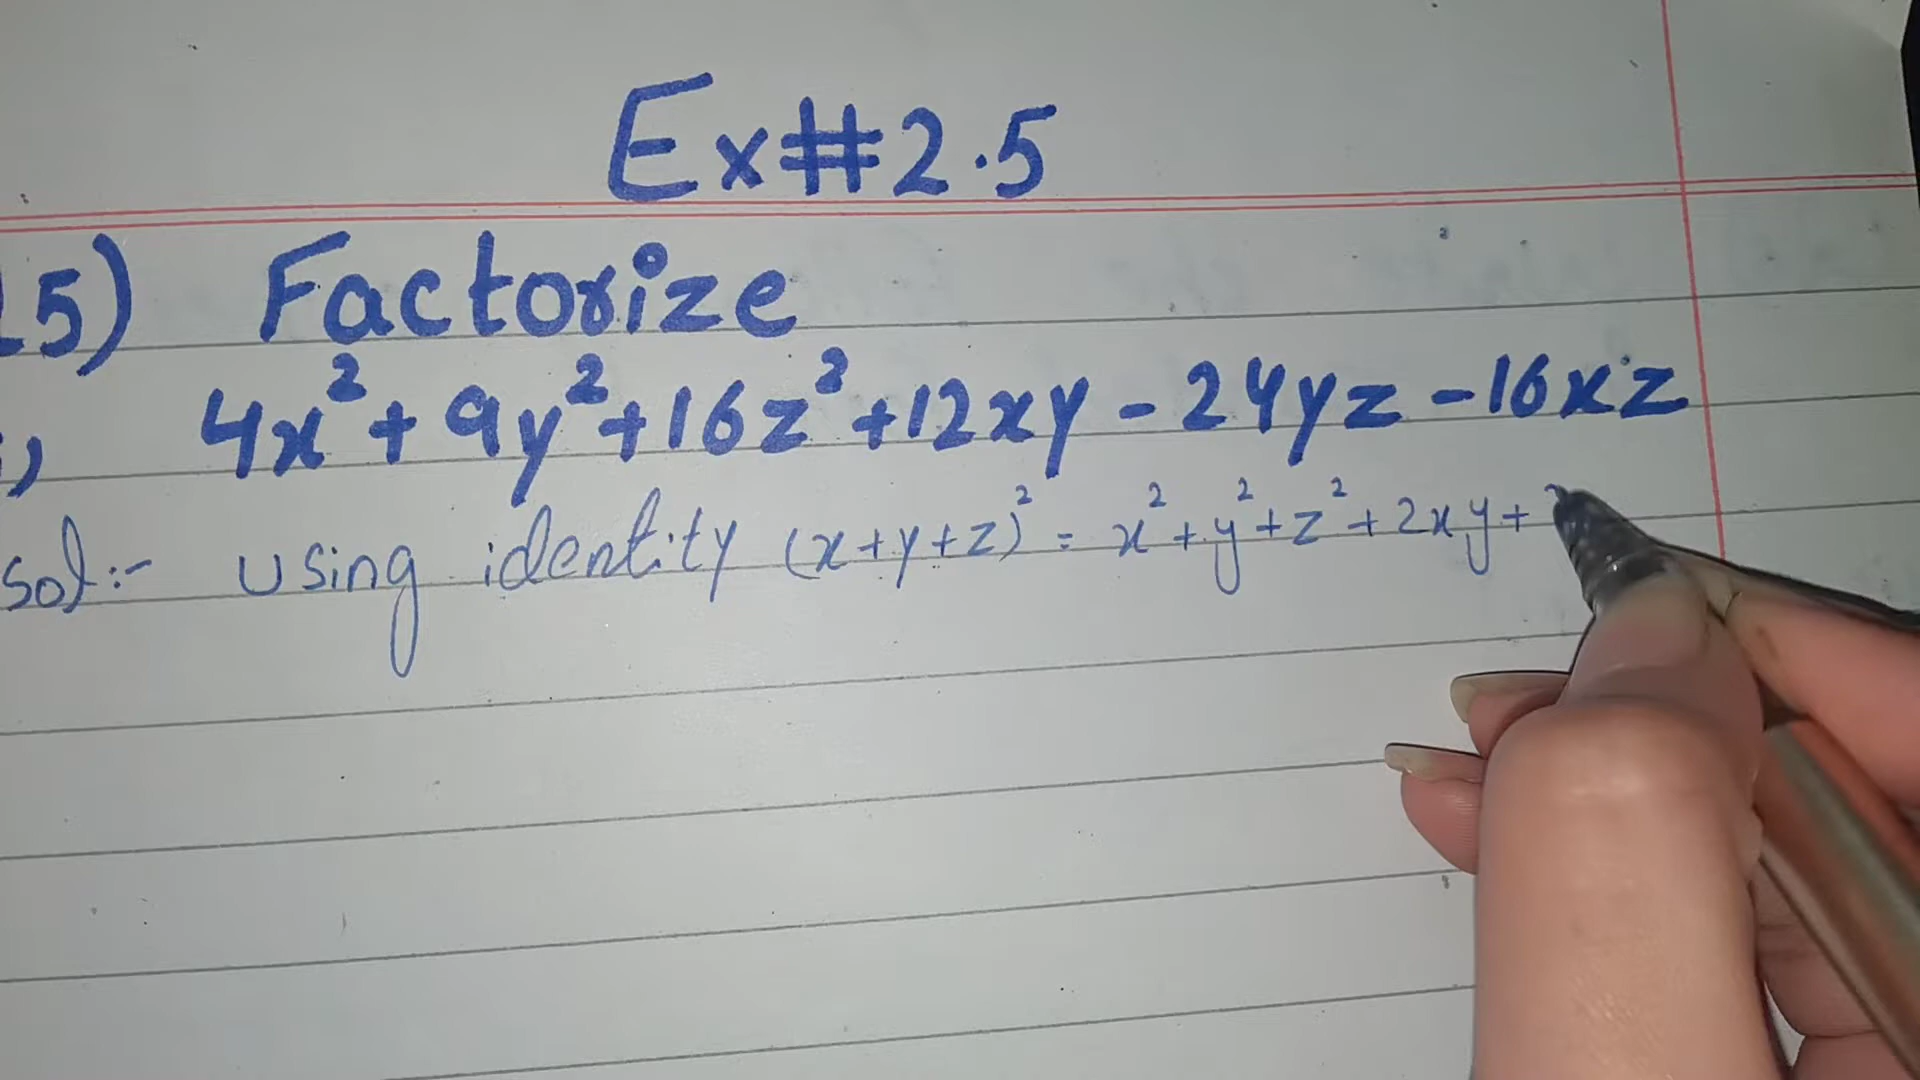 Ex#2.5
5) Factorize
4x²+9y²+16z²+12xy-24yz-16xz
Sol:- Using identity (x+y+z)² = x²+y²+z²+2xy+